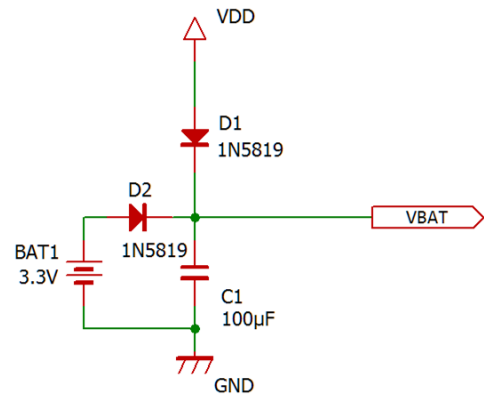 VDD
D1
1N5819
D2
1N5819
VBAT
BAT1
3.3V
C1
100µF
GND